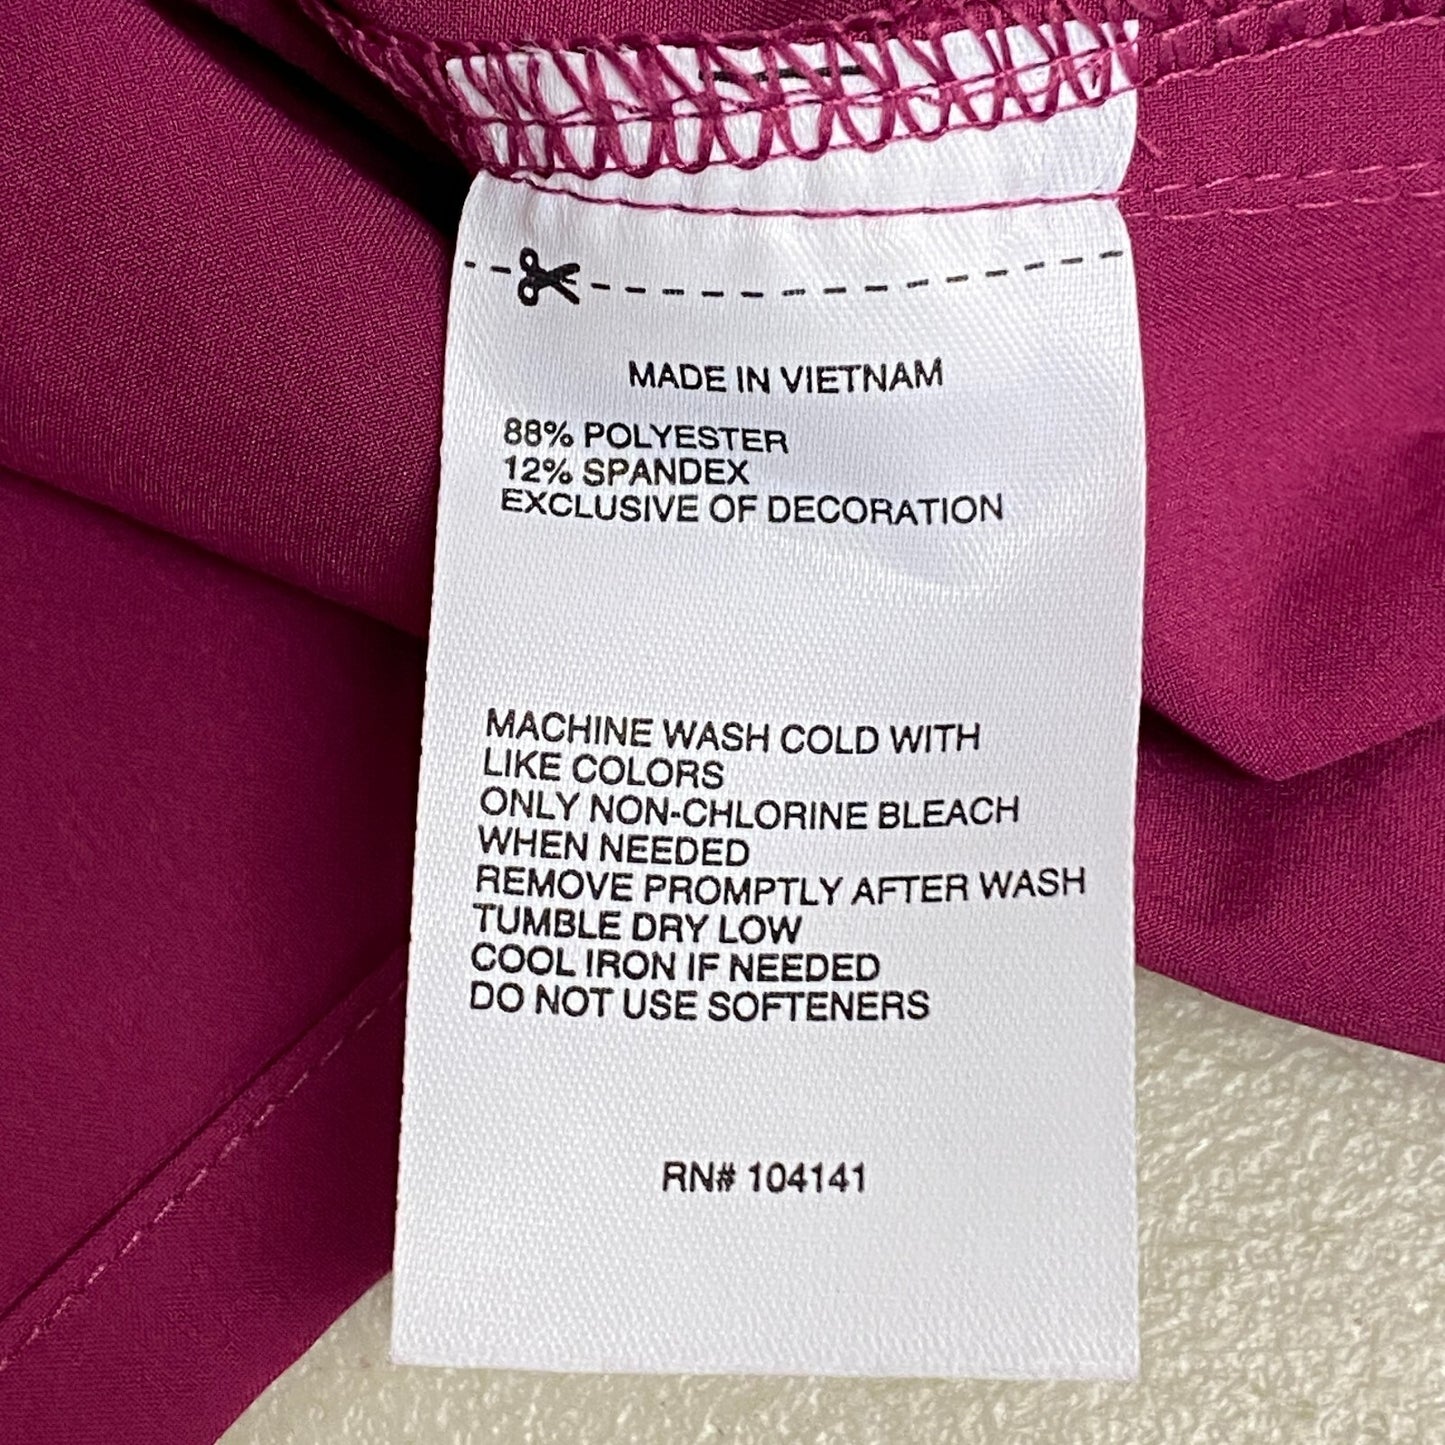 MADE IN VIETNAM
88% POLYESTER
12% SPANDEX
EXCLUSIVE OF DECORATION
MACHINE WASH COLD WITH
LIKE COLORS
ONLY NON-CHLORINE BLEACH
WHEN NEEDED
REMOVE PROMPTLY AFTER WASH
TUMBLE DRY LOW
COOL IRON IF NEEDED
DO NOT USE SOFTENERS
RN# 104141